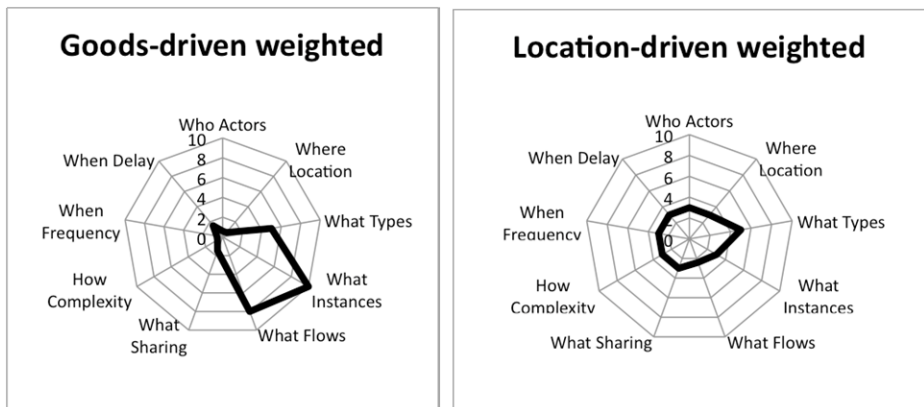 Goods-driven weighted
Who Actors
10
8
6
4
2
0
Where
Location
What Types
What
Instances
What Flows
What
Sharing
How
Complexity
When
Frequency
When Delay
Location-driven weighted
Who Actors
10
8
6
4
0
Where
Location
What Types
What
Instances
What Flows
What Sharing
How
Complexity
When
Frequency
When Delay